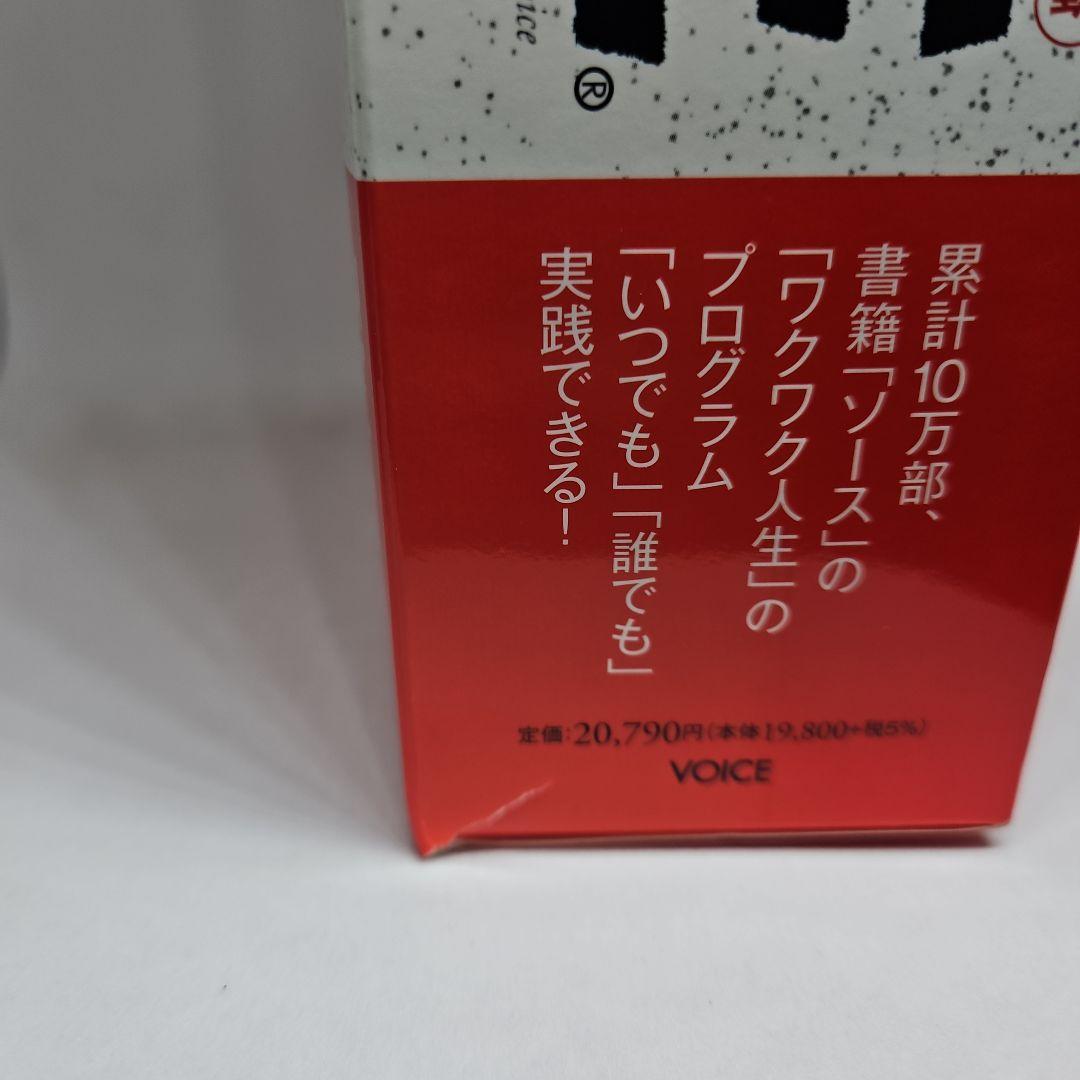 ice
®
累計10万部、
書籍「ソース」の
「ワクワク人生」の
プログラム
「いつでも」「誰でも」
実践できる!
定価:20,790円(本体19,800+税5%)
VOICE